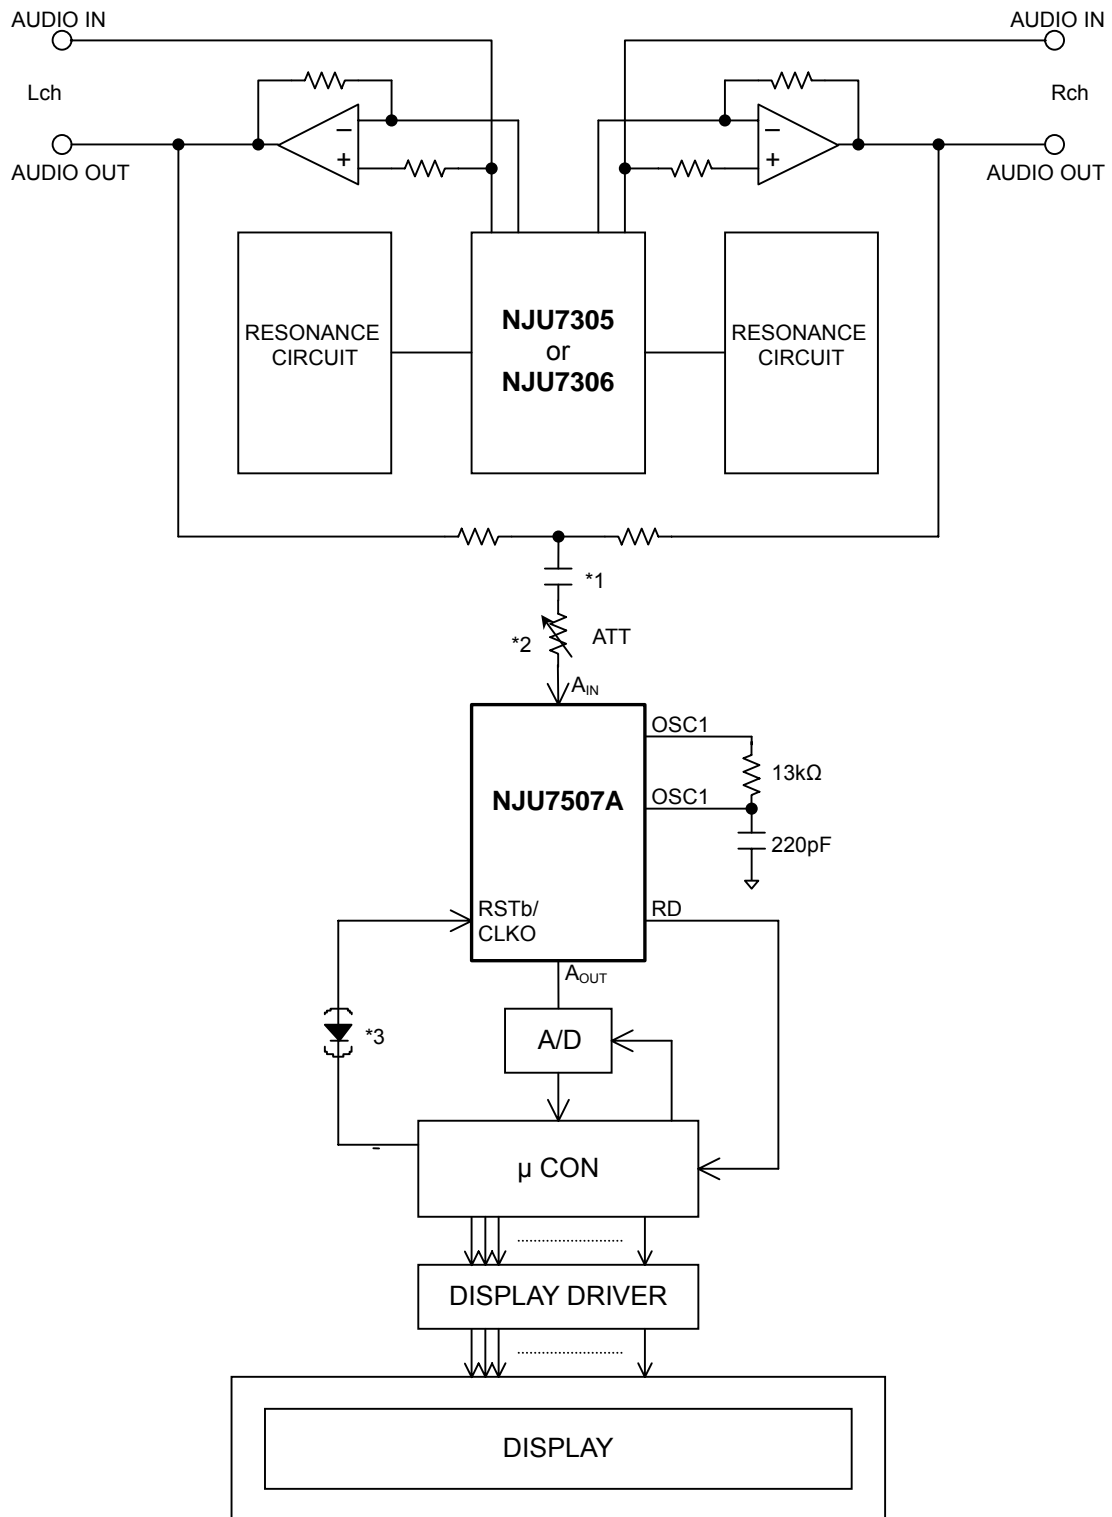 AUDIO IN
AUDIO IN
Lch
Rch
AUDIO OUT
AUDIO OUT
−
+
−
+
RESONANCE
CIRCUIT
NJU7305
or
NJU7306
RESONANCE
CIRCUIT
*1
*2
ATT
AIN
OSC1
13kΩ
NJU7507A
OSC1
220pF
RSTb/
CLKO
RD
AOUT
*3
A/D
μ CON
DISPLAY DRIVER
DISPLAY